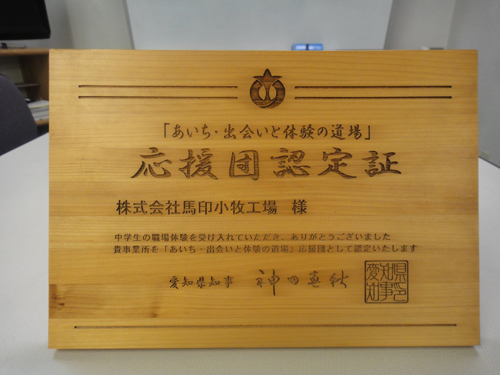 「あいち・出会いと体験の道場」
応援団認定証
株式会社馬印小牧工場 様
中学生の職場体験を受け入れていただき、ありがとうございました
貴事業所を「あいち・出会いと体験の道場」応援団として認定いたします
愛知県知事 神田真秋
愛知県知事之印